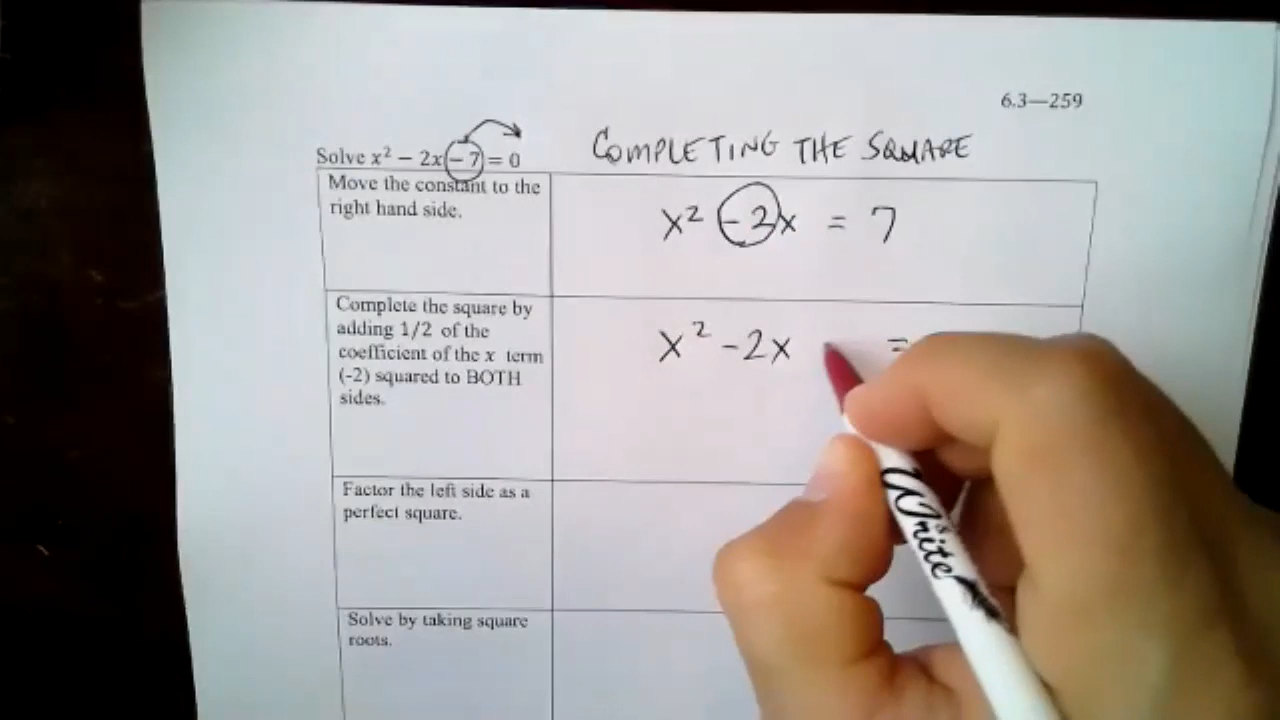 6.3—259
Solve x² − 2x − 7 = 0
COMPLETING THE SQUARE
Move the constant to the
right hand side.
x² -2x = 7
Complete the square by
adding 1/2 of the
coefficient of the x term
(-2) squared to BOTH
sides.
x² -2x =
Factor the left side as a
perfect square.
Solve by taking square
roots.
Write